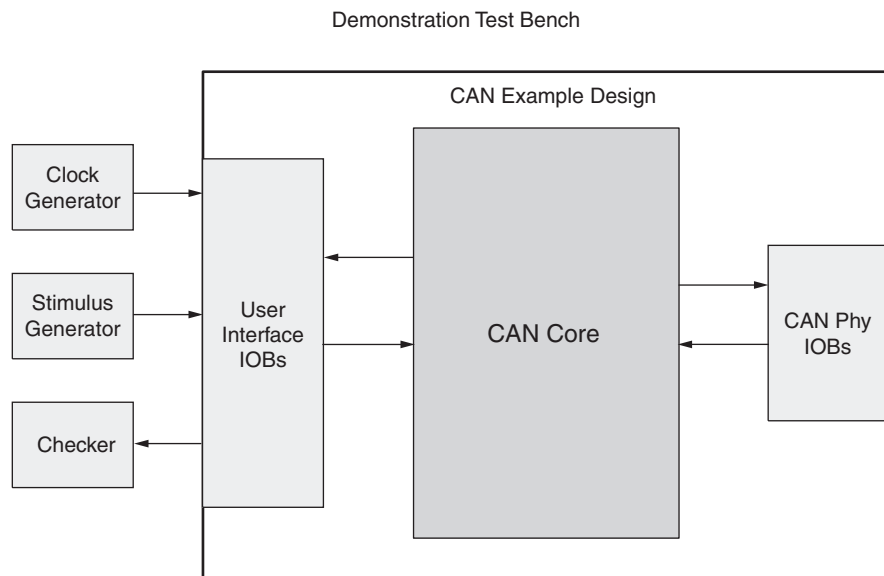 Demonstration Test Bench
CAN Example Design
Clock
Generator
Stimulus
Generator
Checker
User
Interface
IOBs
CAN Core
CAN Phy
IOBs